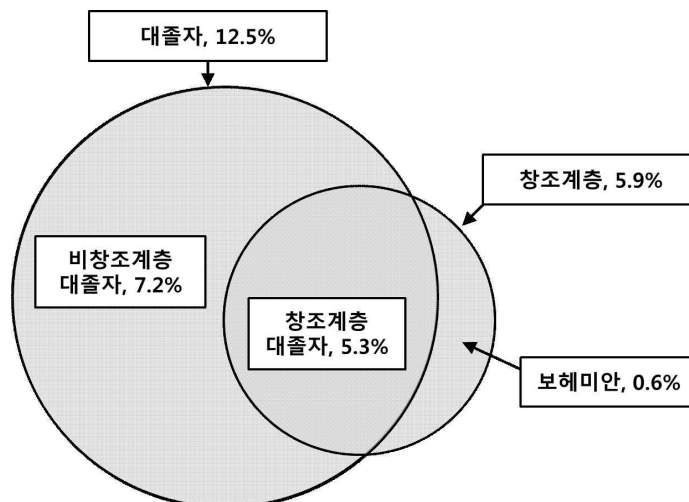 대졸자, 12.5%
창조계층, 5.9%
비창조계층
대졸자, 7.2%
창조계층
대졸자, 5.3%
보헤미안, 0.6%